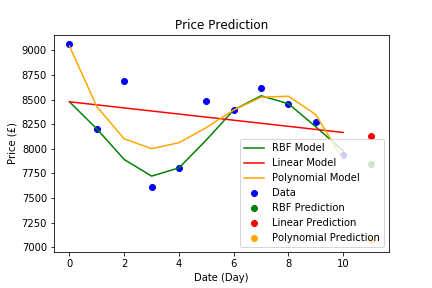 Price Prediction
Price (£)
9000
8750
8500
8250
8000
7750
7500
7250
7000
RBF Model
Linear Model
Polynomial Model
Data
RBF Prediction
Linear Prediction
Polynomial Prediction
0 2 4 6 8 10
Date (Day)